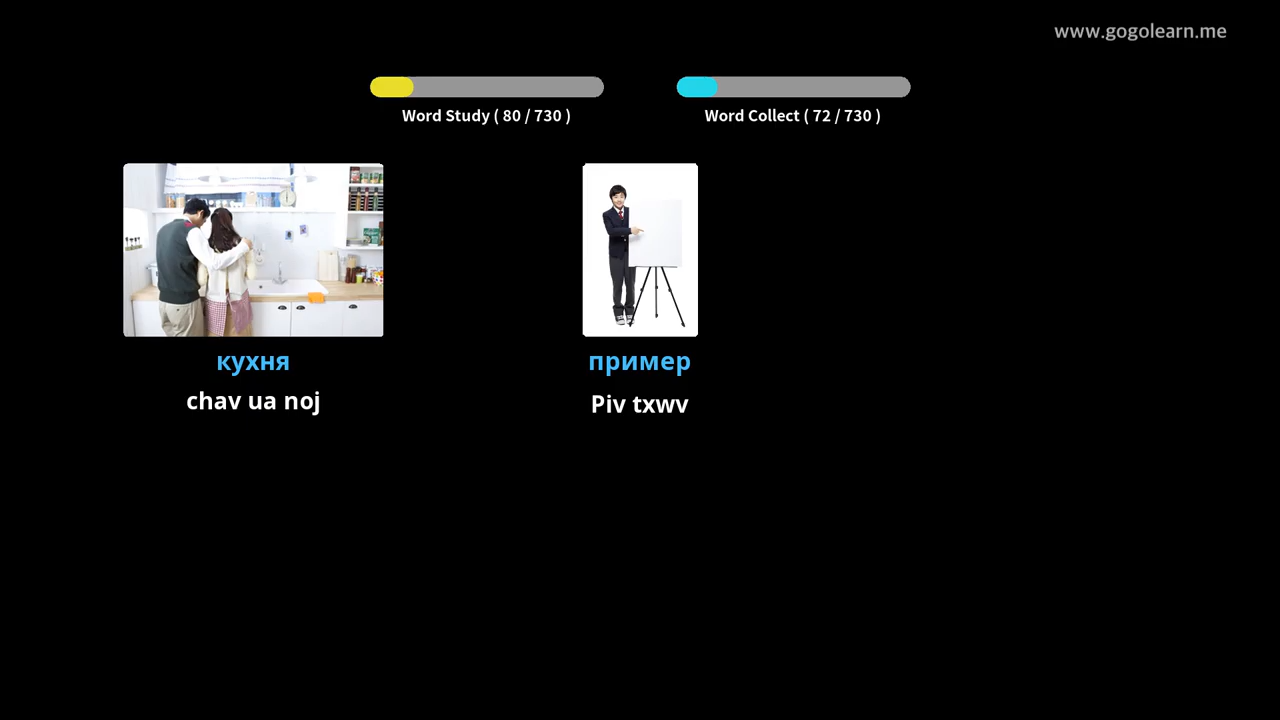 www.gogolearn.me
Word Study ( 80 / 730 )
Word Collect ( 72 / 730 )
кухня
chav ua noj
пример
Piv txwv